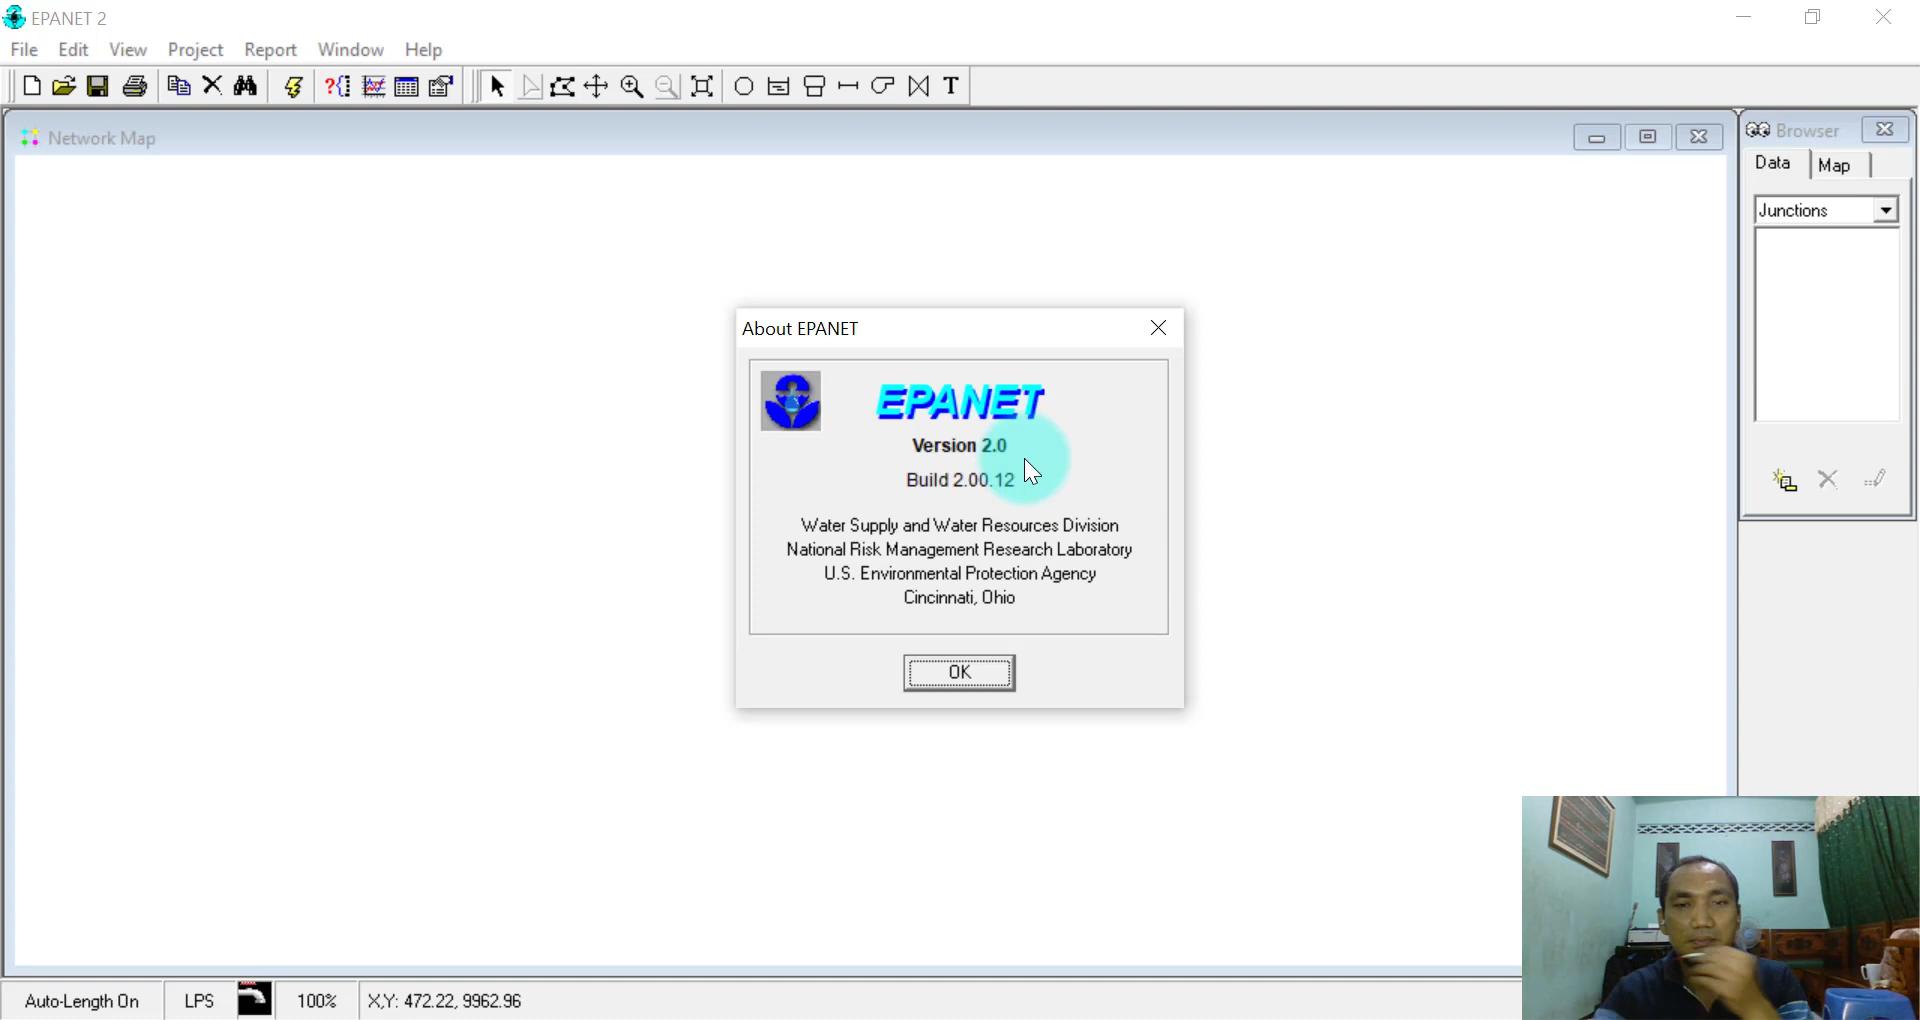 EPANET 2
File Edit View Project Report Window Help
T
Network Map
Browser
Data Map
Junctions
About EPANET
EPANET
Version 2.0
Build 2.00.12
Water Supply and Water Resources Division
National Risk Management Research Laboratory
U.S. Environmental Protection Agency
Cincinnati, Ohio
OK
Auto-Length On LPS 100% X,Y: 472.22, 9962.96